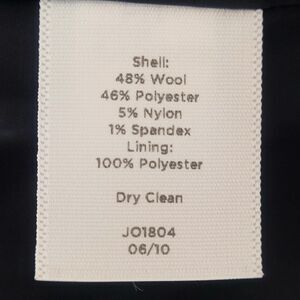 Shell:
48% Wool
46% Polyester
5% Nylon
1% Spandex
Lining:
100% Polyester
Dry Clean
JO1804
06/10